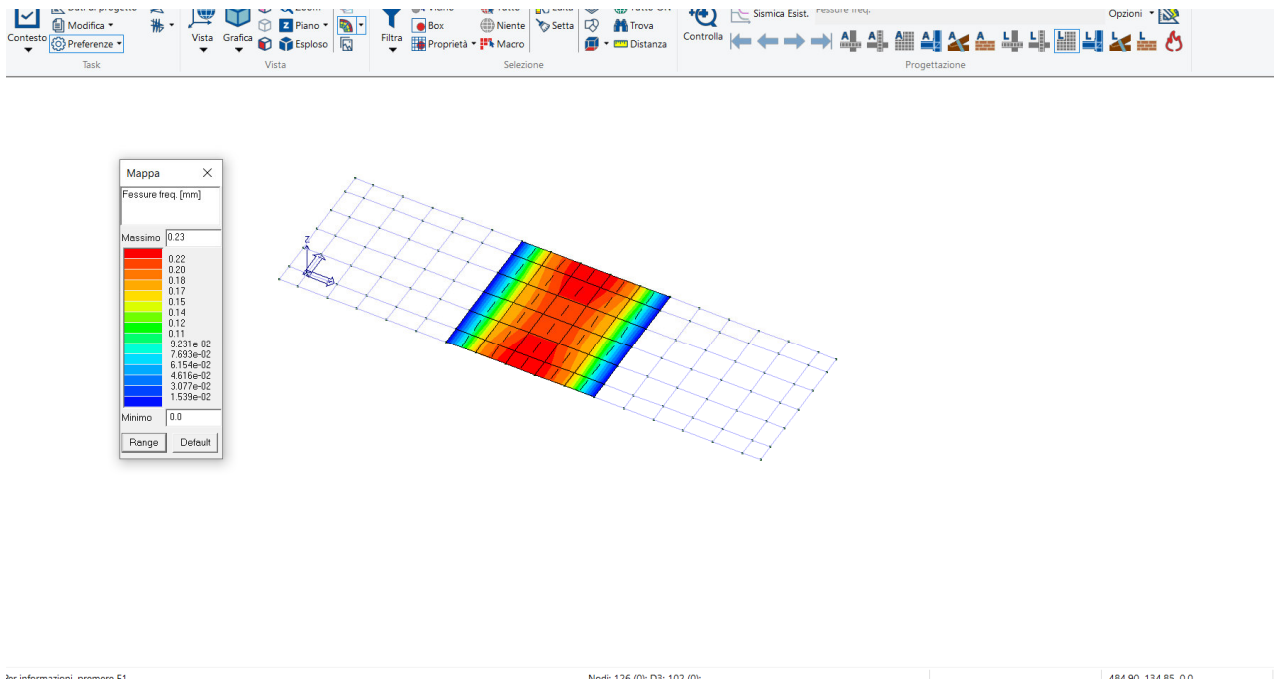 Modifica
Contesto
Preferenze
Task
Vista
Grafica
Piano
Esploso
Vista
Filtra
Box
Niente
Setta
Trova
Proprietà
Macro
Distanza
Selezione
Controlla
Sismica Esist.
Fessure freq.
Opzioni
Progettazione
Mappa
Fessure freq. [mm]
Massimo 0.23
0.22
0.20
0.18
0.17
0.15
0.14
0.12
0.11
9.231e-02
7.693e-02
6.154e-02
4.616e-02
3.077e-02
1.539e-02
Minimo 0.0
Range Default
Z
Per informazioni, premere F1
Nodi: 126 (0); D3: 102 (0);
484.90, 134.85, 0.0